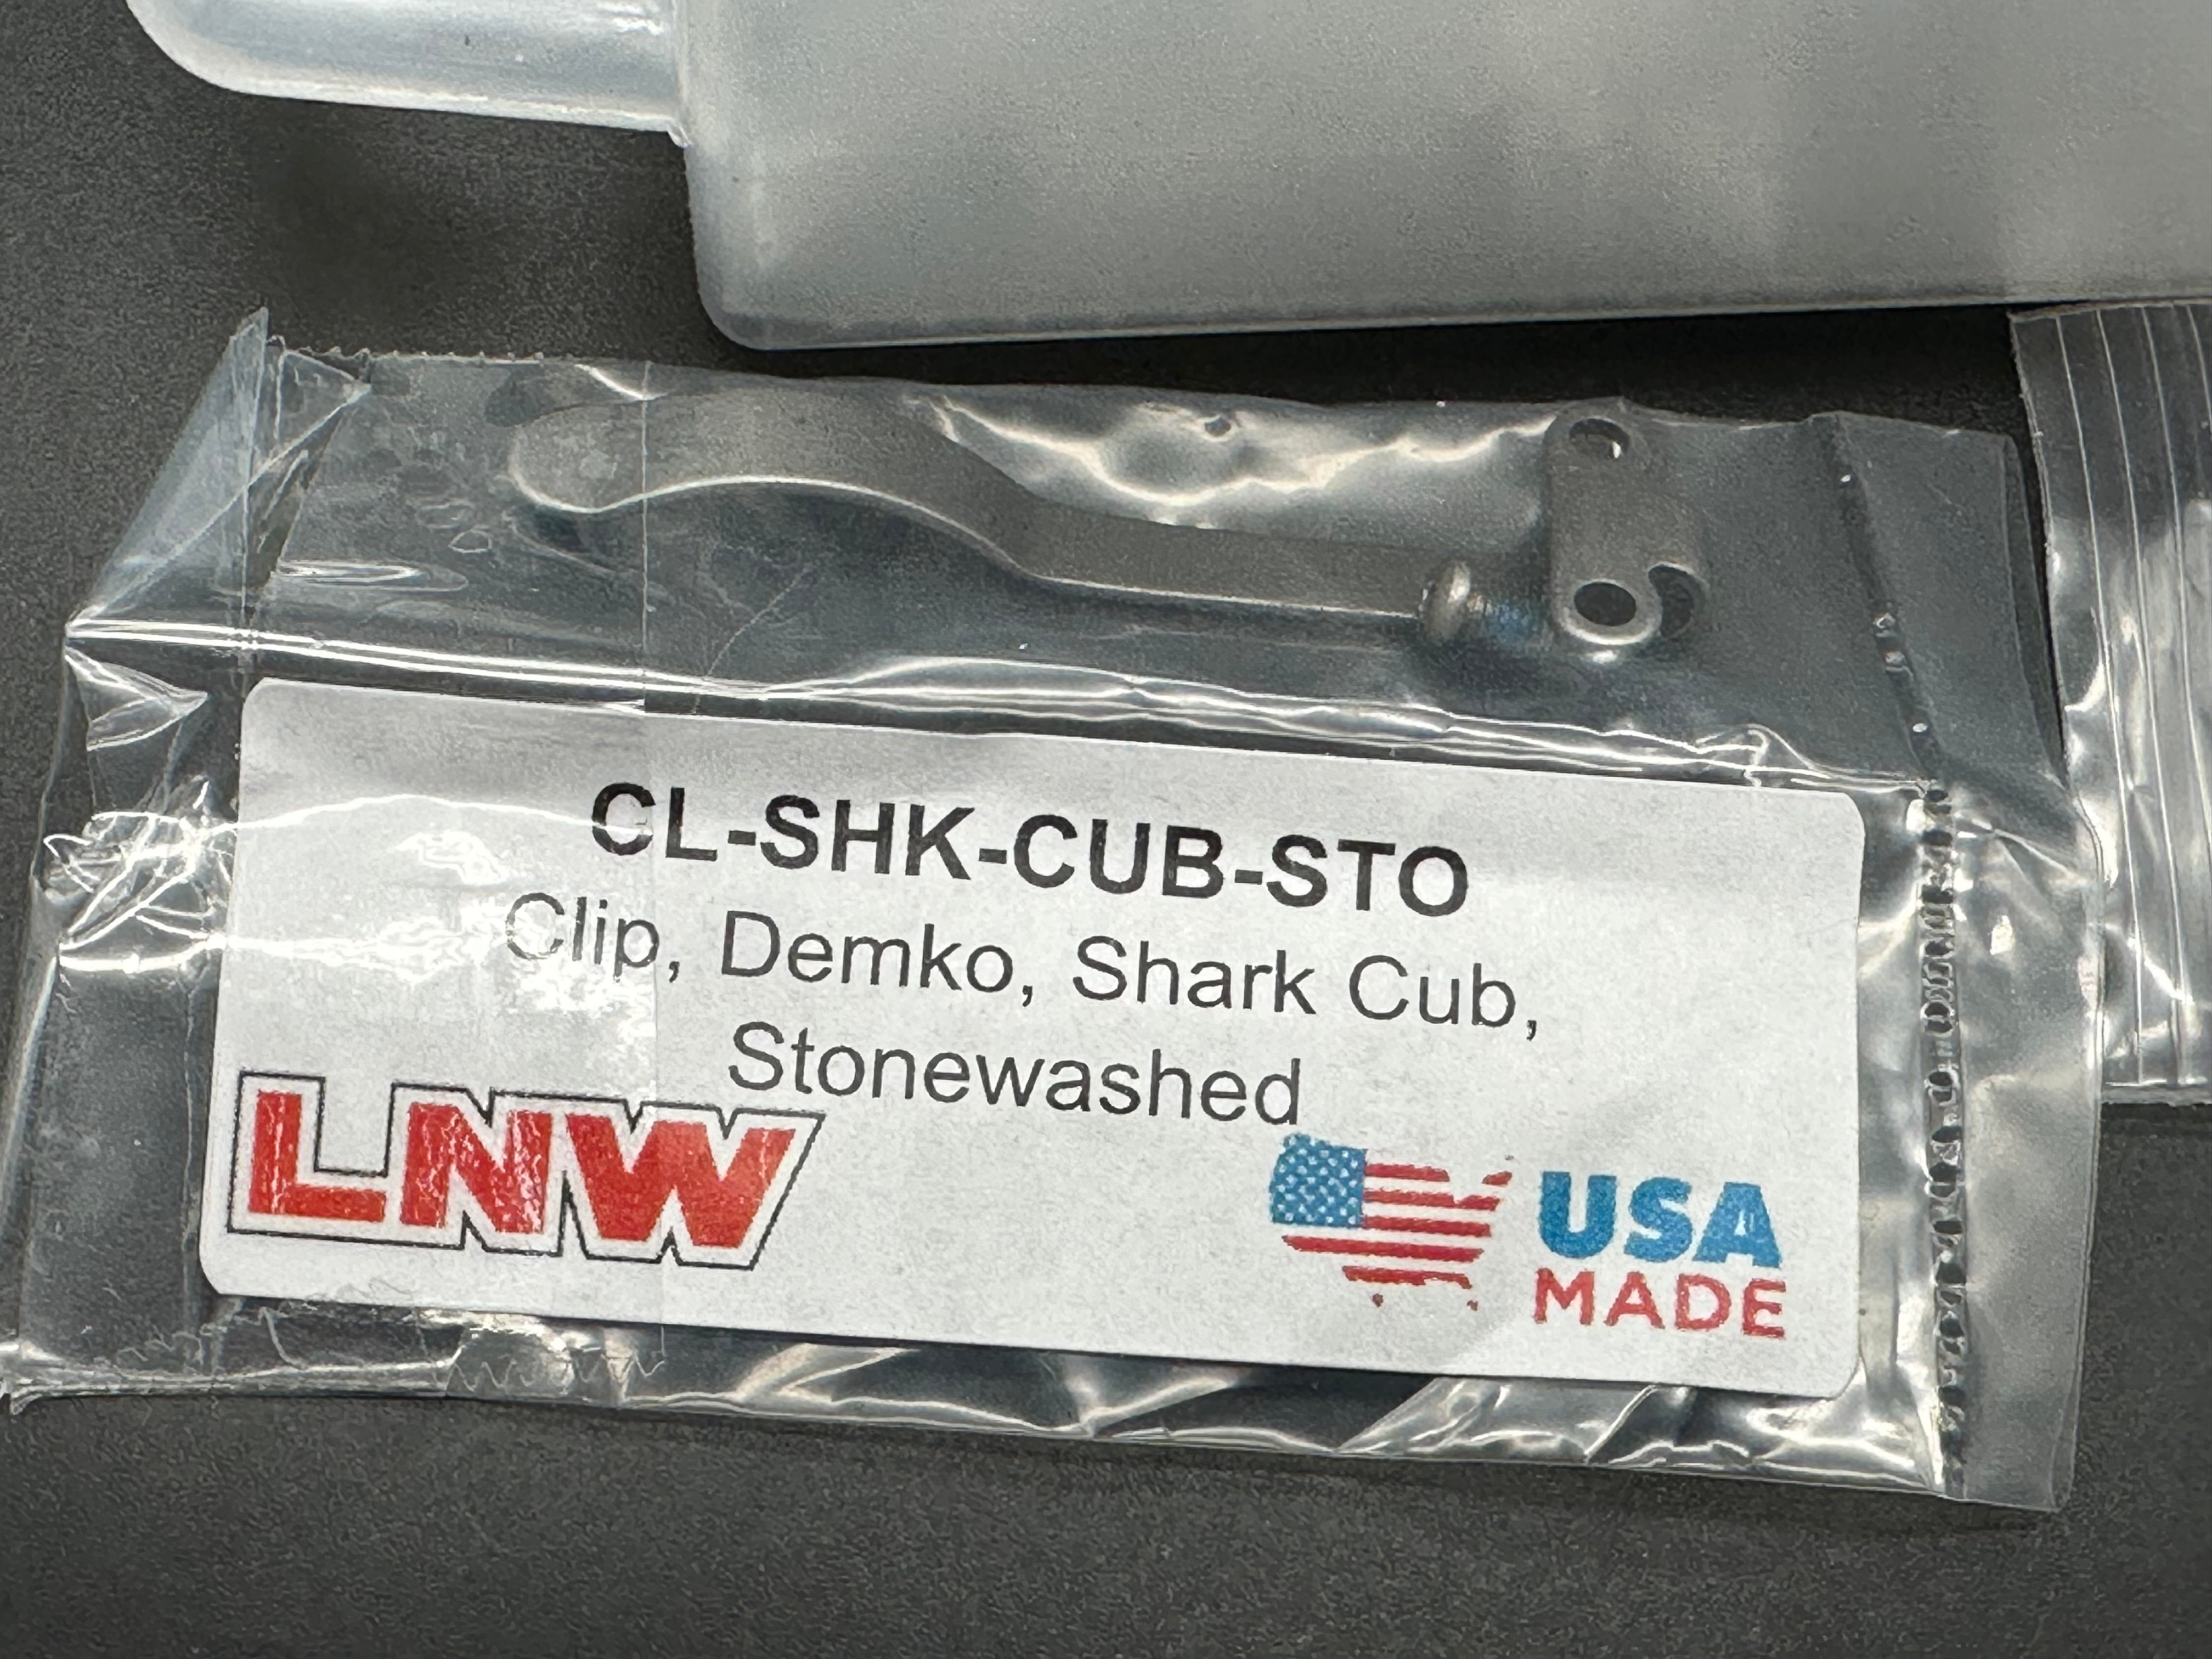 CL-SHK-CUB-STO
Clip, Demko, Shark Cub,
Stonewashed
LNW
USA
MADE